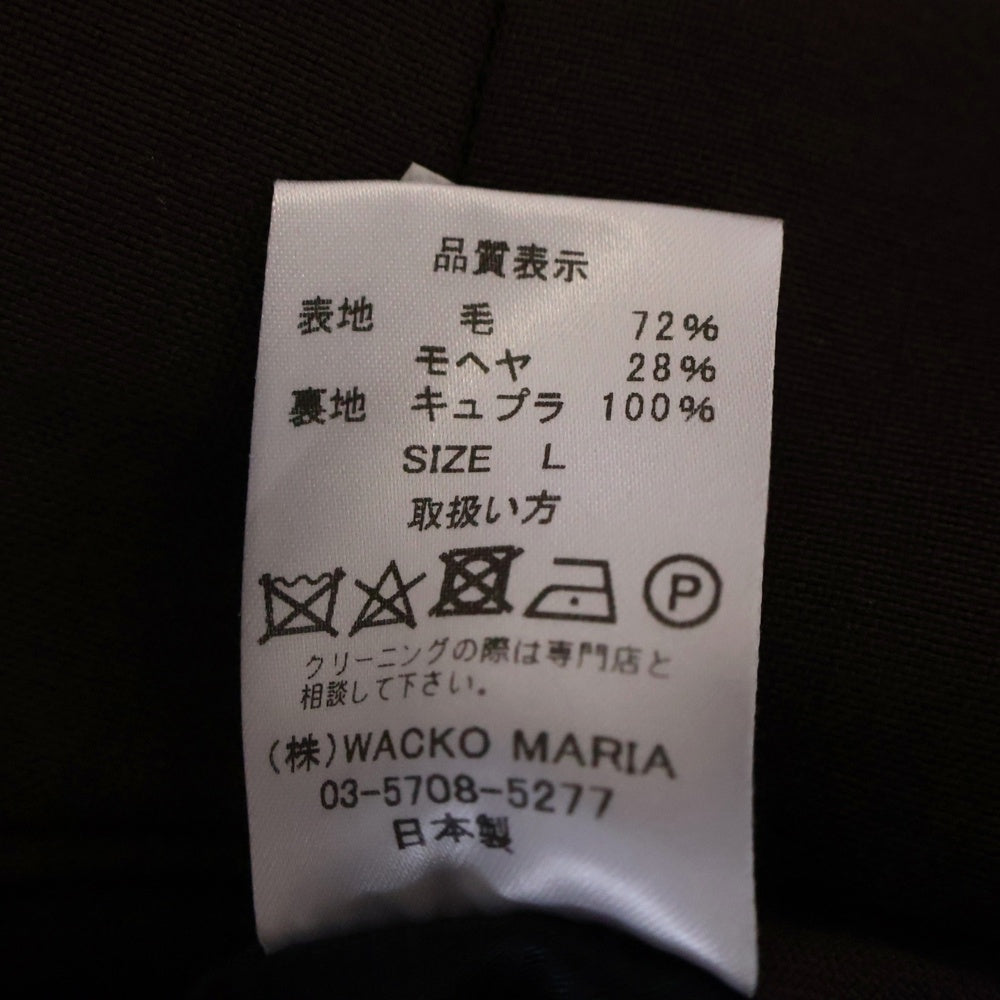 品質表示
表地 毛 72%
モヘヤ 28%
裏地 キュプラ 100%
SIZE L
取扱い方
P
クリーニングの際は専門店と
相談して下さい。
(株)WACKO MARIA
03-5708-5277
日本製